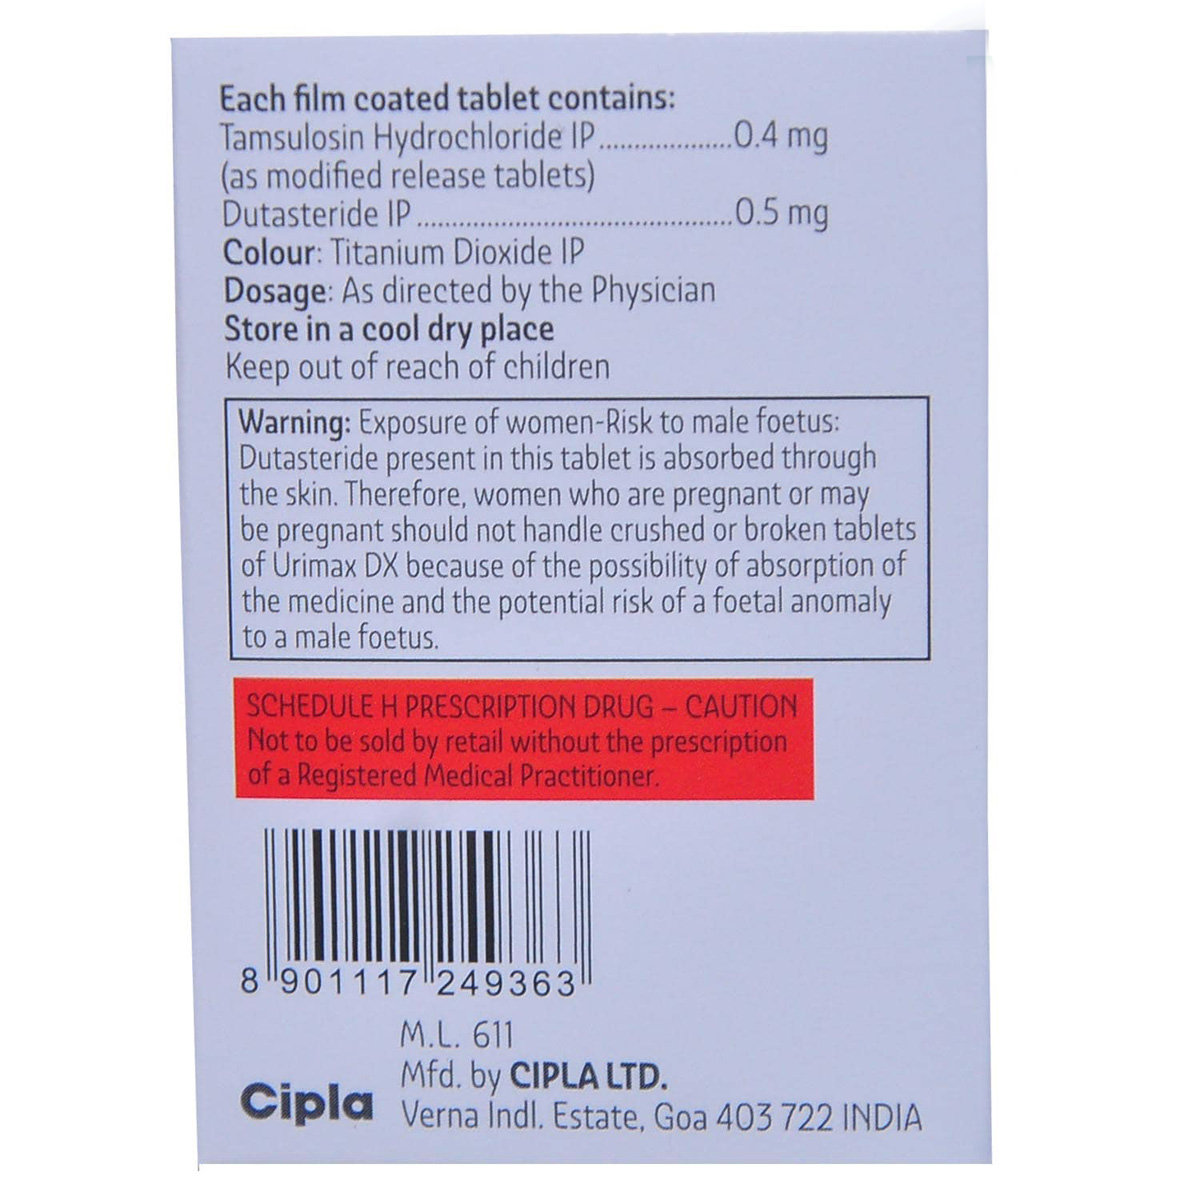 Each film coated tablet contains:
Tamsulosin Hydrochloride IP...................0.4 mg
(as modified release tablets)
Dutasteride IP.............................................0.5 mg
Colour: Titanium Dioxide IP
Dosage: As directed by the Physician
Store in a cool dry place
Keep out of reach of children
Warning: Exposure of women-Risk to male foetus:
Dutasteride present in this tablet is absorbed through
the skin. Therefore, women who are pregnant or may
be pregnant should not handle crushed or broken tablets
of Urimax DX because of the possibility of absorption of
the medicine and the potential risk of a foetal anomaly
to a male foetus.
SCHEDULE H PRESCRIPTION DRUG – CAUTION
Not to be sold by retail without the prescription
of a Registered Medical Practitioner.
8 901117 249363
M.L. 611
Mfd. by CIPLA LTD.
Cipla
Verna Indl. Estate, Goa 403 722 INDIA